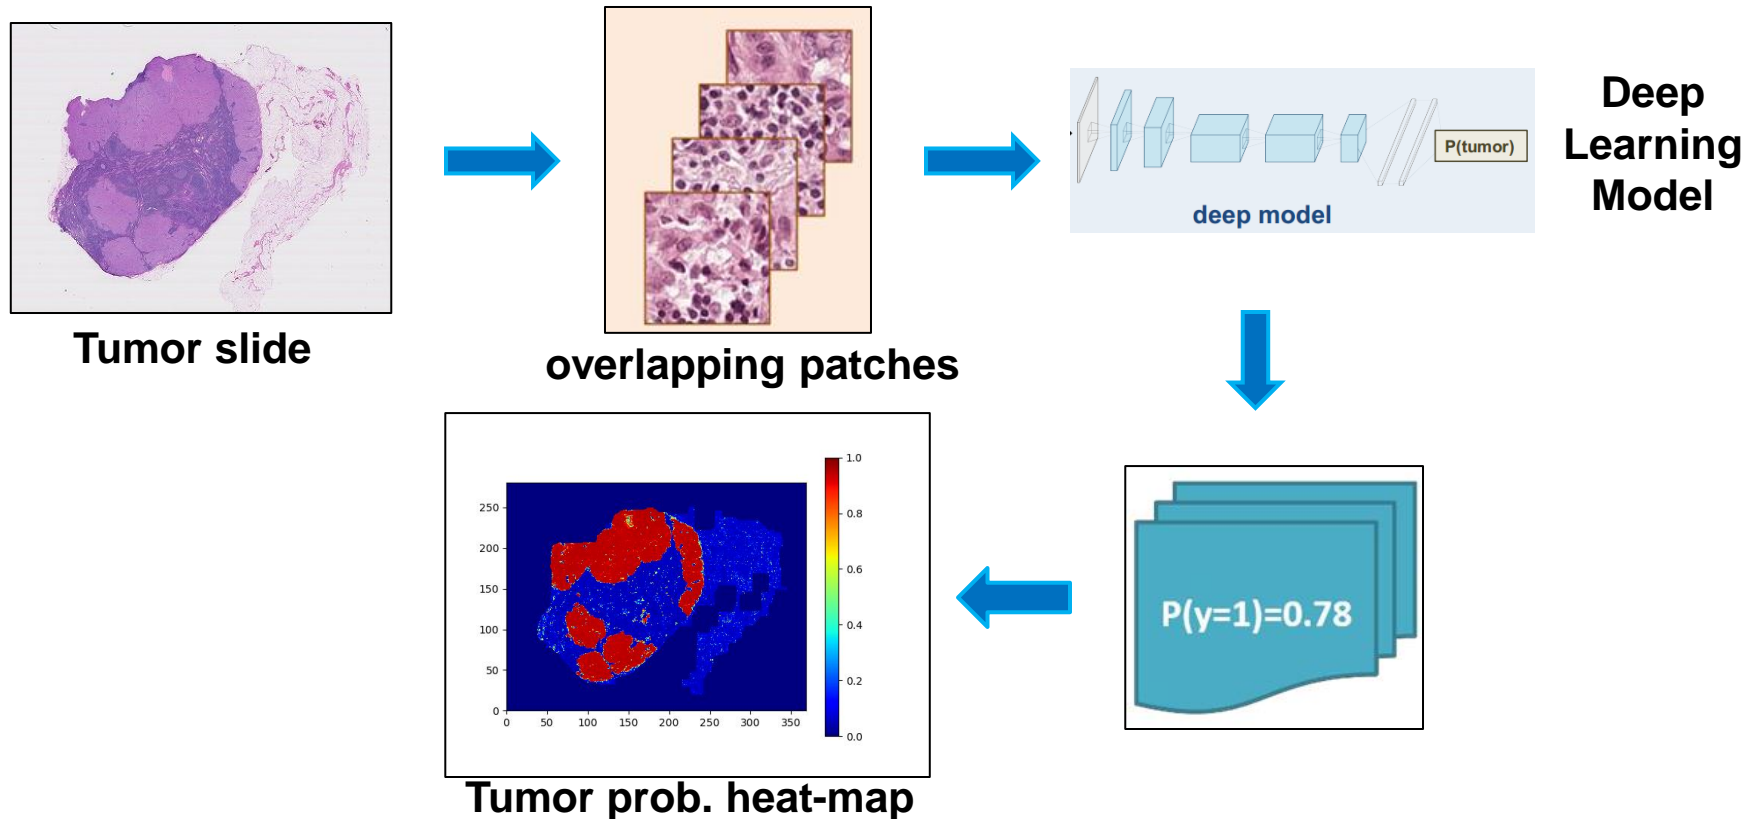 Tumor slide
overlapping patches
P(tumor)
deep model
Deep
Learning
Model
P(y=1)=0.78
1.0
0.8
0.6
0.4
0.2
0.0
250
200
150
100
50
0
0 50 100 150 200 250 300 350
Tumor prob. heat-map